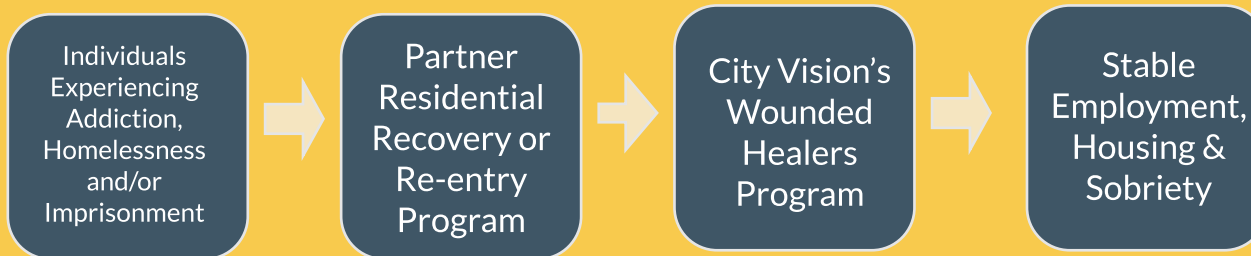 Individuals
Experiencing
Addiction,
Homelessness
and/or
Imprisonment
Partner
Residential
Recovery or
Re-entry
Program
City Vision’s
Wounded
Healers
Program
Stable
Employment,
Housing &
Sobriety